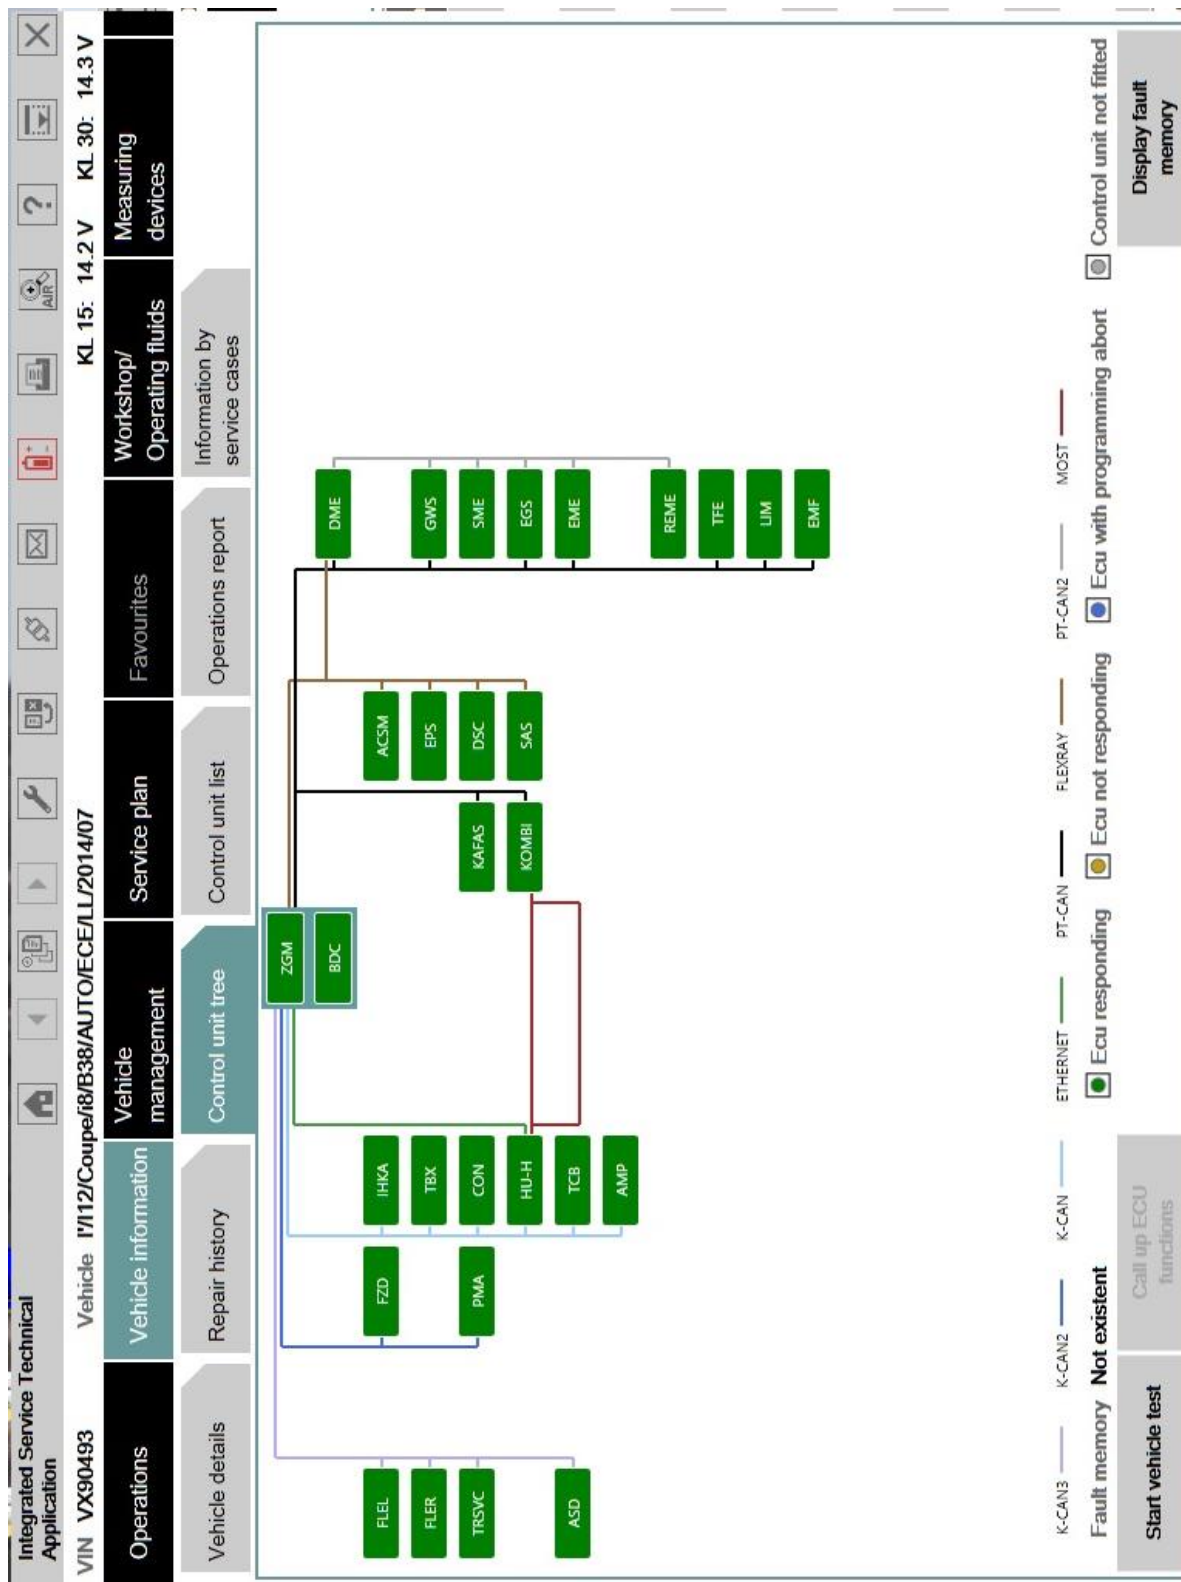 Integrated Service Technical
Application
VIN VX90493 Vehicle I'/I12/Coupe/i8/B38/AUTO/ECE/LL/2014/07 KL 15: 14.2 V KL 30: 14.3 V
AIR
?
Operations
Vehicle information
Vehicle
management
Service plan
Favourites
Workshop/
Operating fluids
Measuring
devices
Vehicle details
Repair history
Control unit tree
Control unit list
Operations report
Information by
service cases
ZGM
BDC
FLEL
FLER
TRSVC
ASD
FZD
PMA
IHKA
TBX
CON
HU-H
TCB
AMP
KAFAS
KOMBI
ACSM
EPS
DSC
SAS
DME
GWS
SME
EGS
EME
REME
TFE
LIM
EMF
K-CAN3 K-CAN2 K-CAN ETHERNET PT-CAN FLEXRAY PT-CAN2 MOST
Fault memory Not existent Ecu responding Ecu not responding Ecu with programming abort Control unit not fitted
Start vehicle test
Call up ECU
functions
Display fault
memory